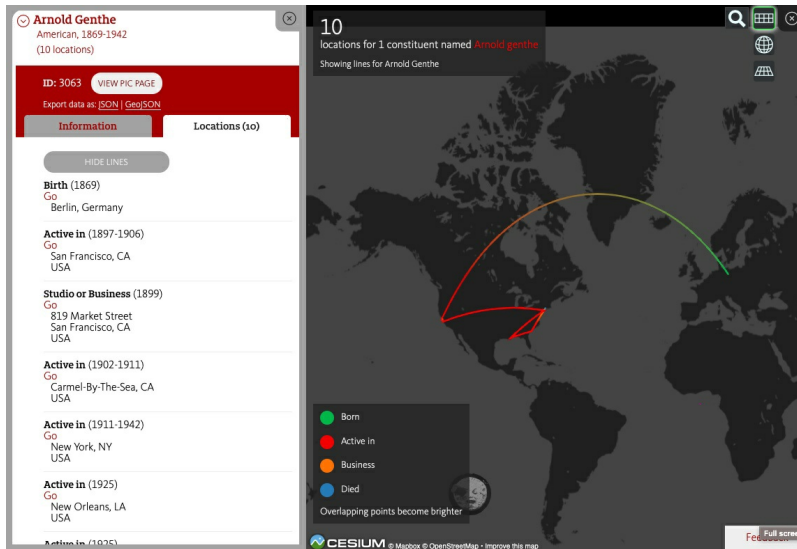 Arnold Genthe
American, 1869-1942
(10 locations)
ID: 3063 VIEW PIC PAGE
Export data as: JSON | GeoJSON
Information Locations (10)
HIDE LINES
Birth (1869)
Go
Berlin, Germany
Active in (1897-1906)
Go
San Francisco, CA
USA
Studio or Business (1899)
Go
819 Market Street
San Francisco, CA
USA
Active in (1902-1911)
Go
Carmel-By-The-Sea, CA
USA
Active in (1911-1942)
Go
New York, NY
USA
Active in (1925)
Go
New Orleans, LA
USA
Active in (1925)
10
locations for 1 constituent named Arnold genthe
Showing lines for Arnold Genthe
Born
Active in
Business
Died
Overlapping points become brighter
CESIUM © Mapbox © OpenStreetMap • Improve this map
Full scree